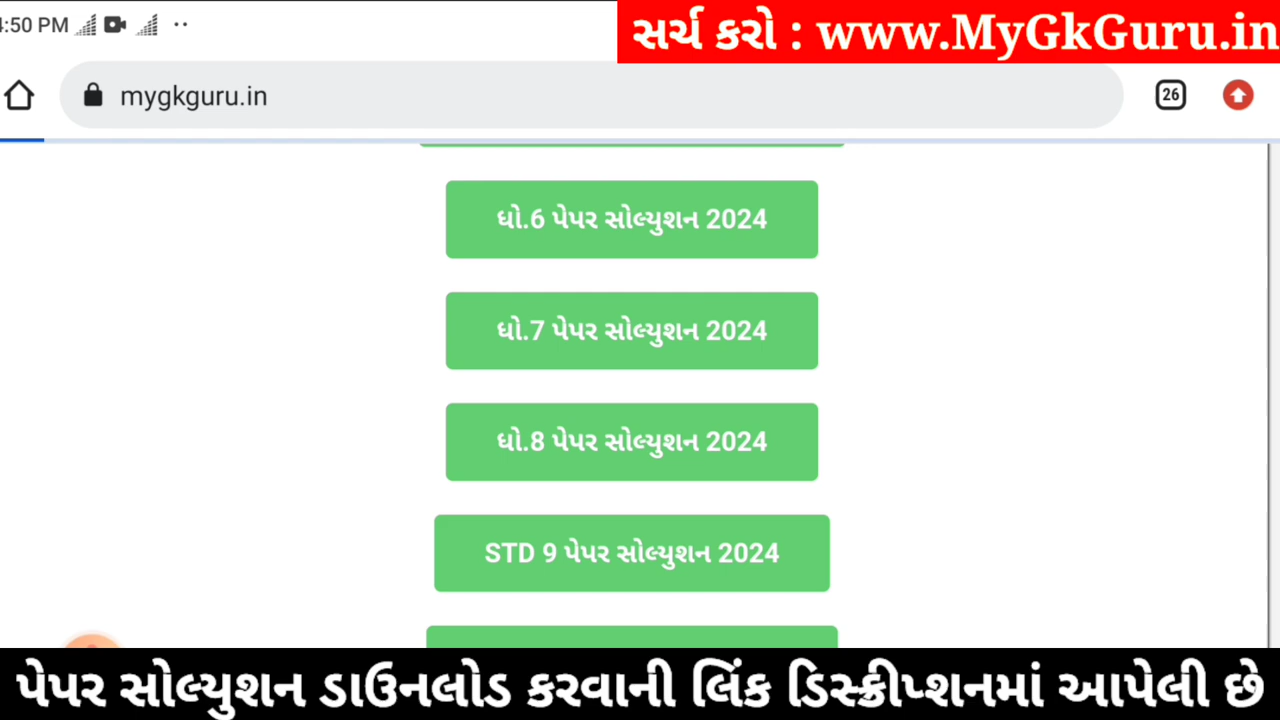 4:50 PM
સર્ચ કરો : www.MyGkGuru.in
mygkguru.in
26
ધો.6 પેપર સોલ્યુશન 2024
ધો.7 પેપર સોલ્યુશન 2024
ધો.8 પેપર સોલ્યુશન 2024
STD 9 પેપર સોલ્યુશન 2024
પેપર સોલ્યુશન ડાઉનલોડ કરવાની લિંક ડિસ્ક્રીપ્શનમાં આપેલી છે